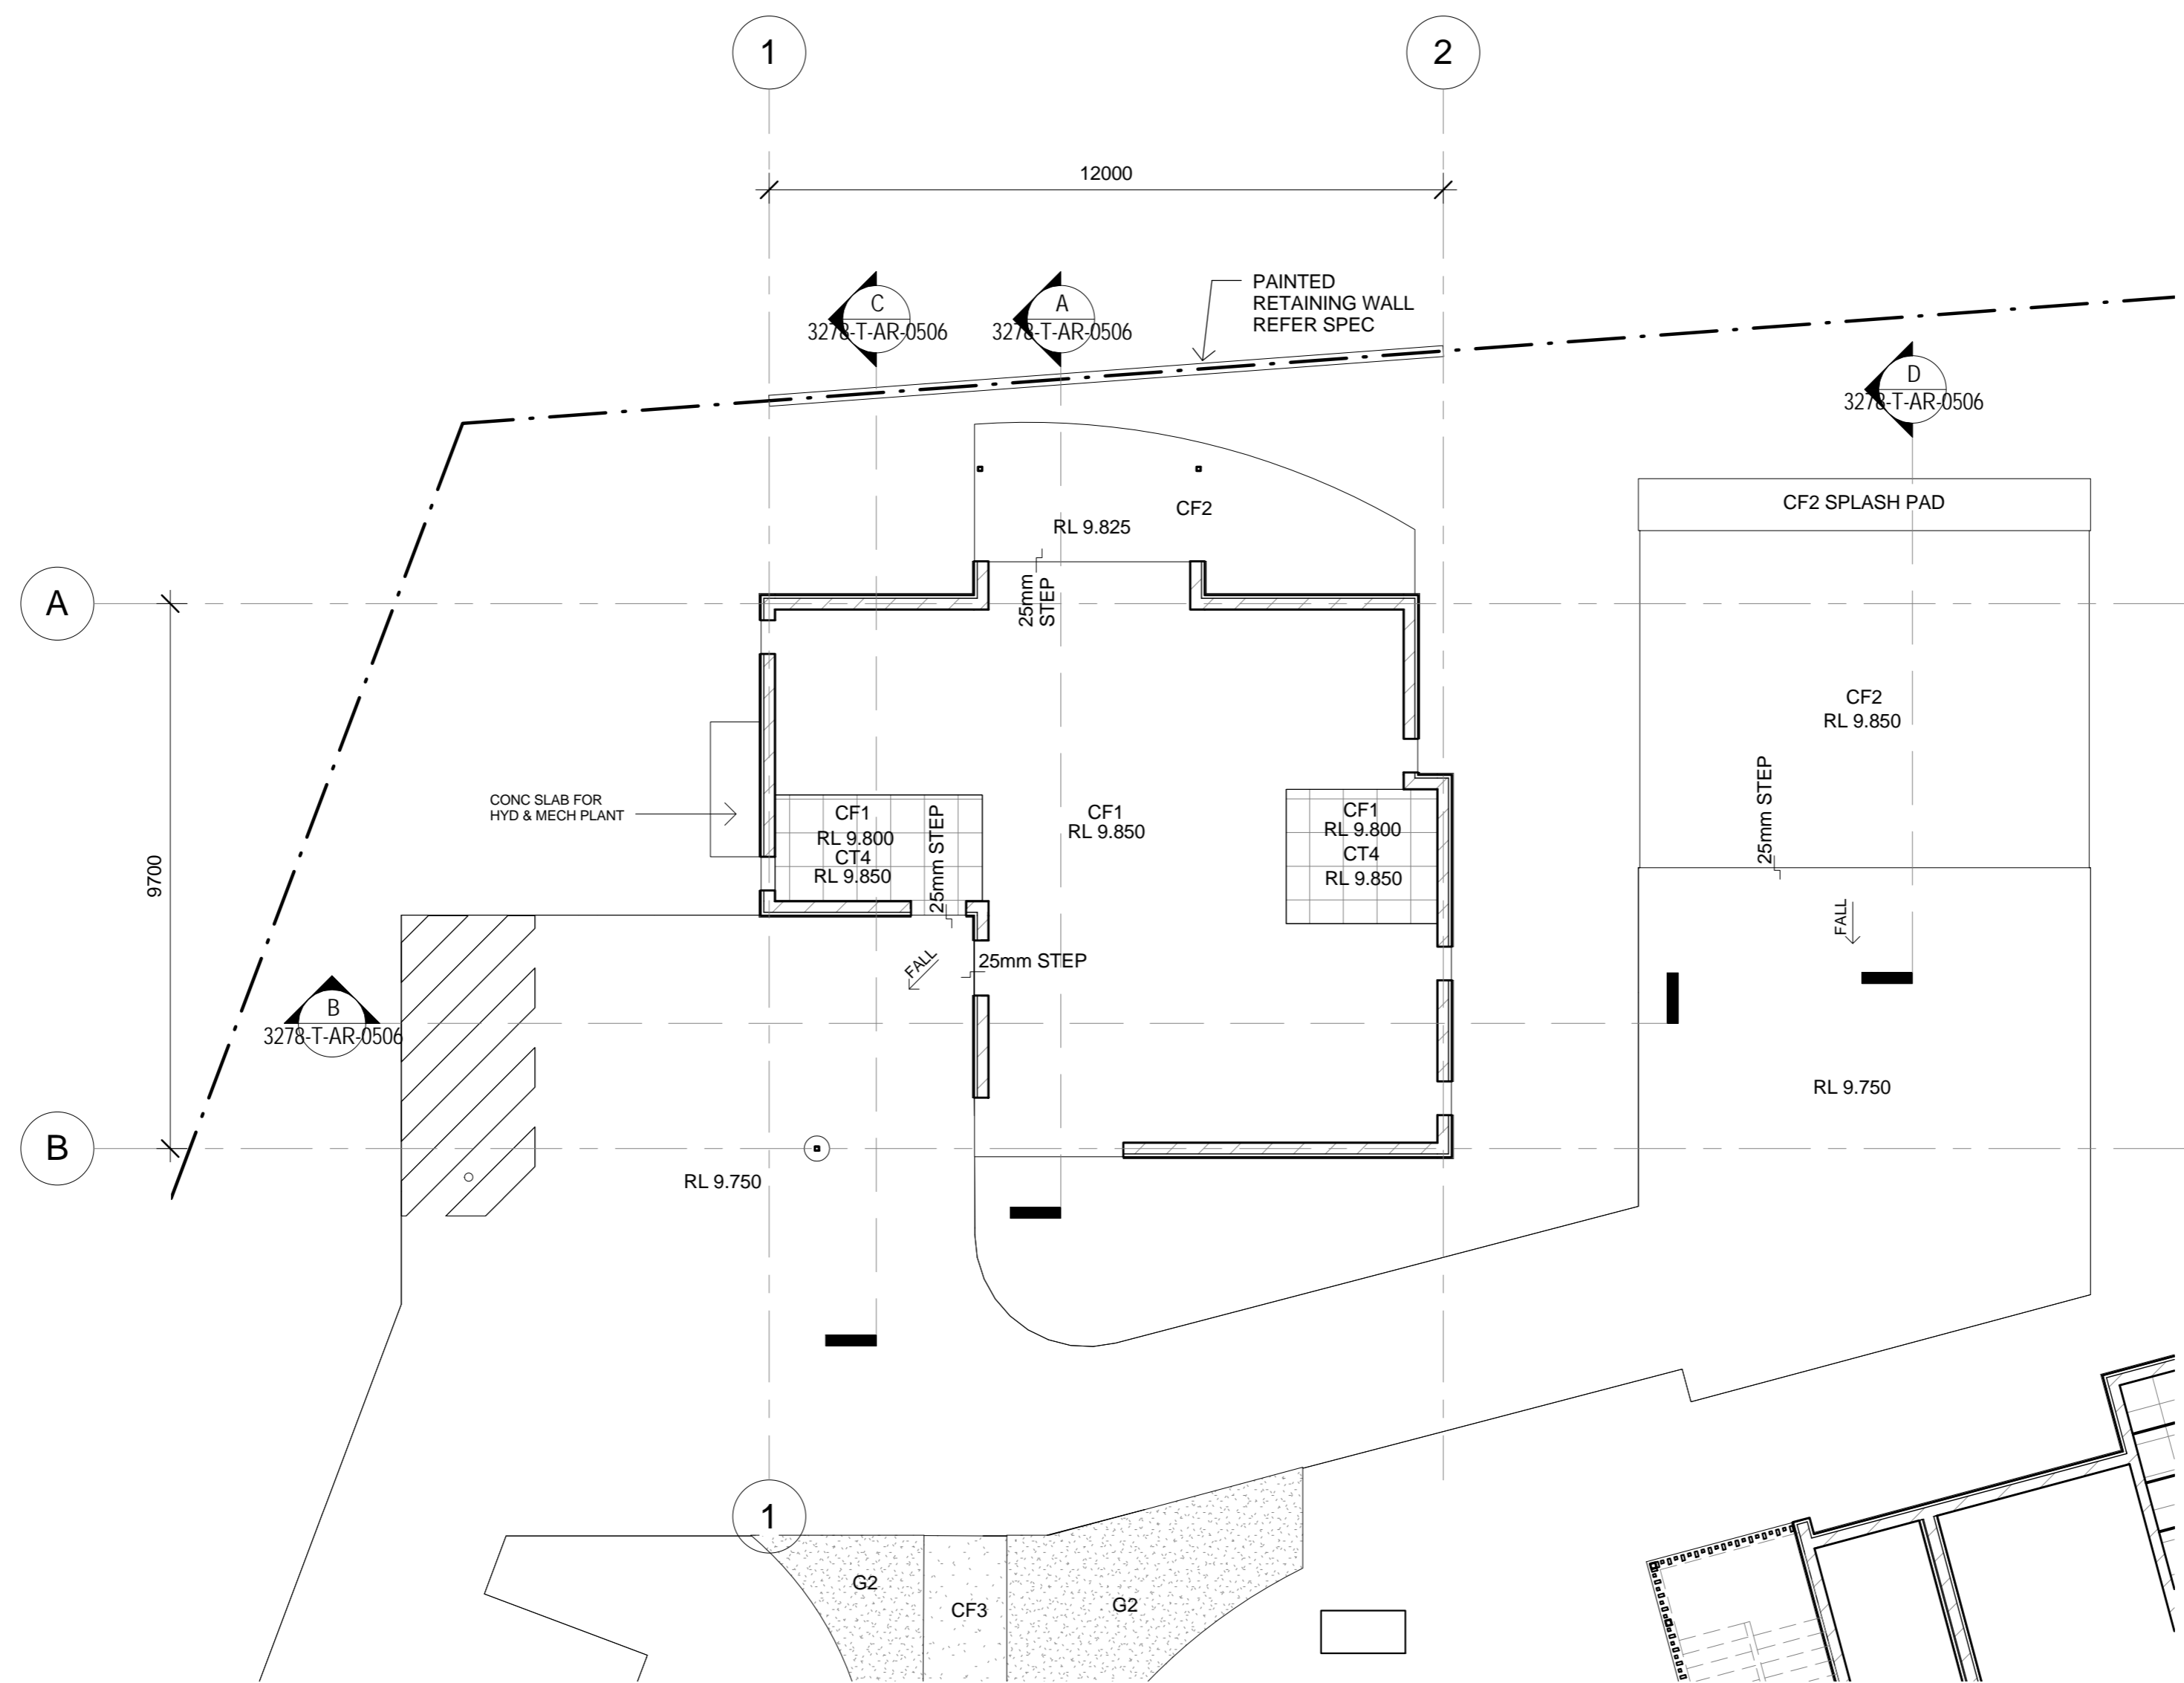 1
2
12000
C
3278-T-AR-0506
A
3278-T-AR-0506
PAINTED
RETAINING WALL
REFER SPEC
D
3278-T-AR-0506
CF2 SPLASH PAD
CF2
RL 9.825
25mm
STEP
A
CF2
RL 9.850
25mm STEP
CONC SLAB FOR
HYD & MECH PLANT
CF1
RL 9.800
CT4
RL 9.850
25mm STEP
CF1
RL 9.850
CF1
RL 9.800
CT4
RL 9.850
9700
FALL
25mm STEP
FALL
B
3278-T-AR-0506
RL 9.750
B
RL 9.750
1
G2
CF3
G2